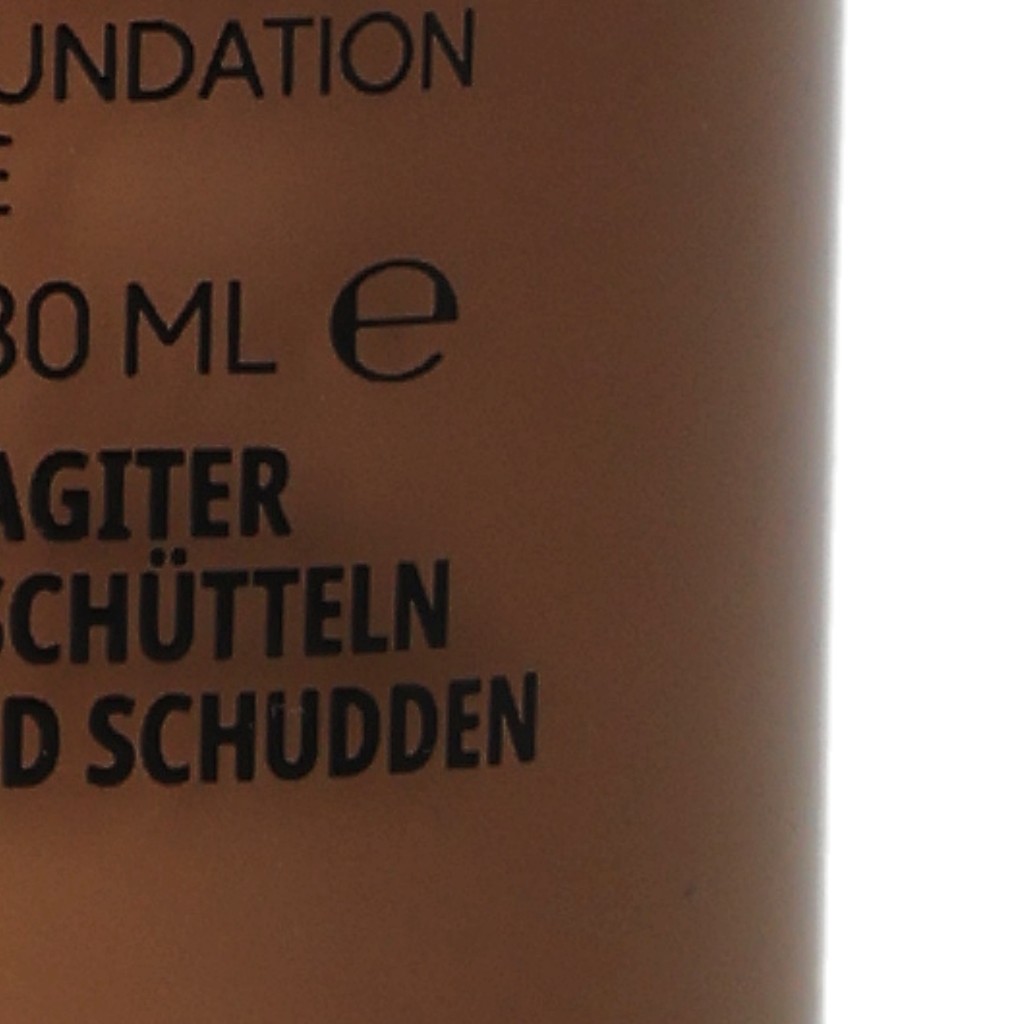 UNDATION
E
30 ML e
AGITER
SCHÜTTELN
D SCHUDDEN